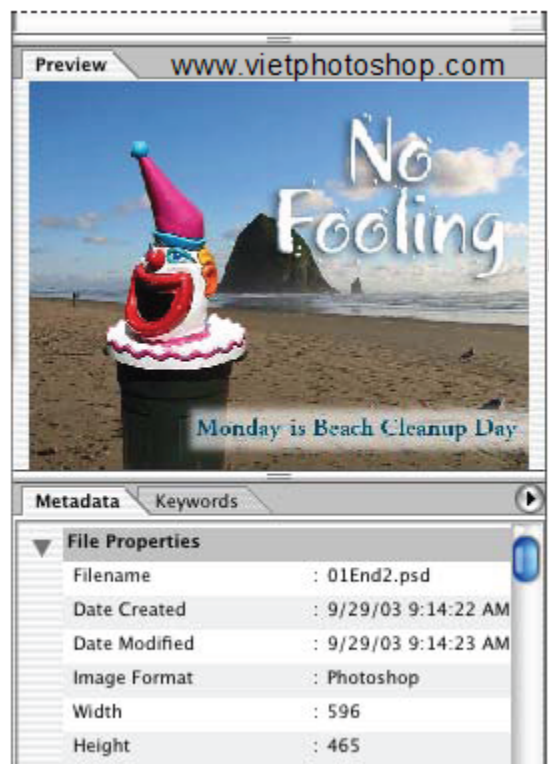 Preview
www.vietphotoshop.com
No
Fooling
Monday is Beach Cleanup Day
Metadata
Keywords
File Properties
Filename : 01End2.psd
Date Created : 9/29/03 9:14:22 AM
Date Modified : 9/29/03 9:14:23 AM
Image Format : Photoshop
Width : 596
Height : 465